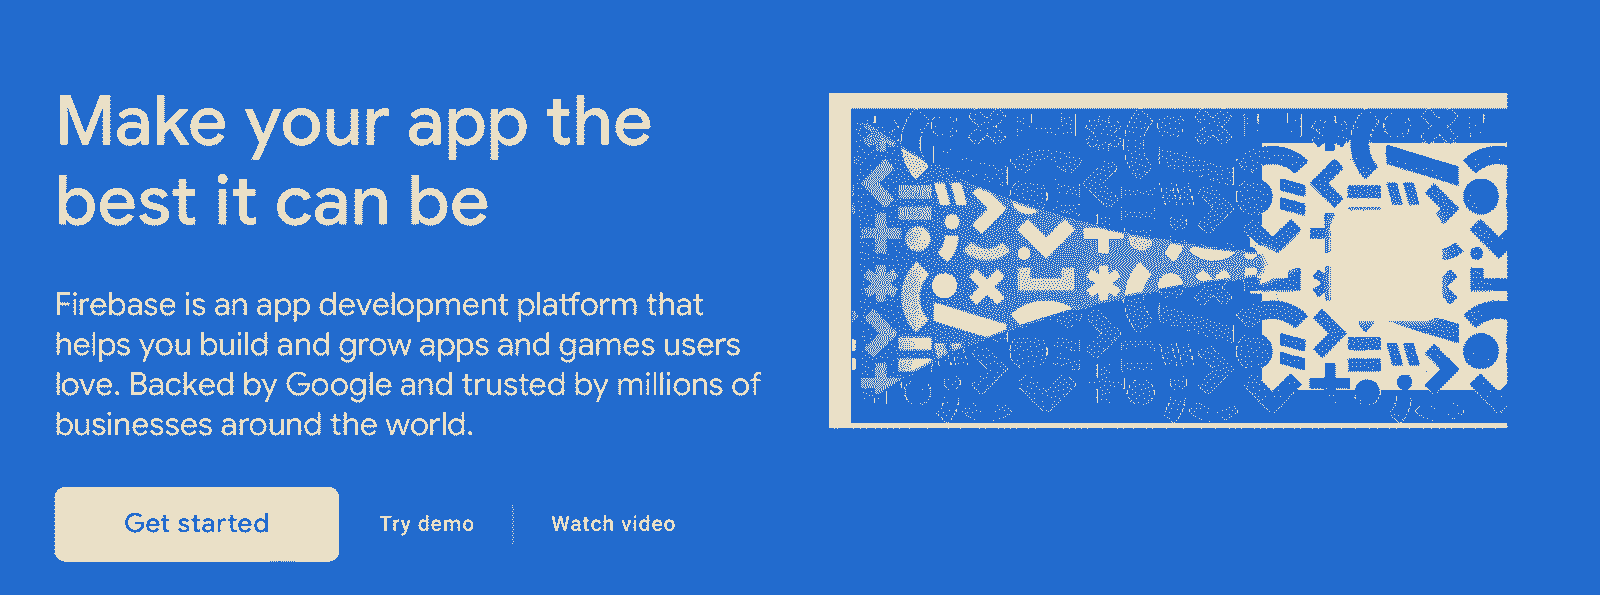 Make your app the
best it can be
Firebase is an app development platform that
helps you build and grow apps and games users
love. Backed by Google and trusted by millions of
businesses around the world.
Get started
Try demo
Watch video